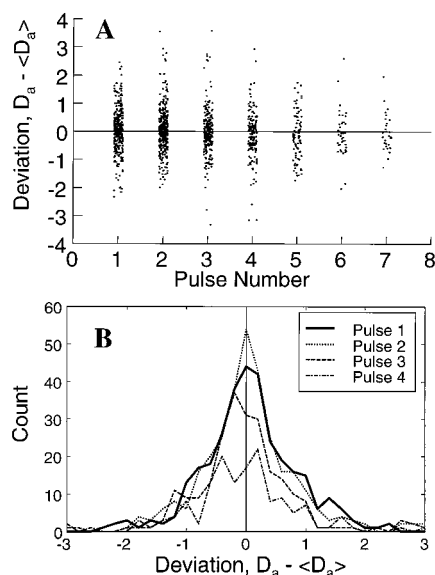 A
Deviation, Da - <Da>
4
3
2
1
0
-1
-2
-3
-4
0 1 2 3 4 5 6 7 8
Pulse Number
B
Count
60
50
40
30
20
10
0
Pulse 1
Pulse 2
Pulse 3
Pulse 4
-3 -2 -1 0 1 2 3
Deviation, Da - <Da>